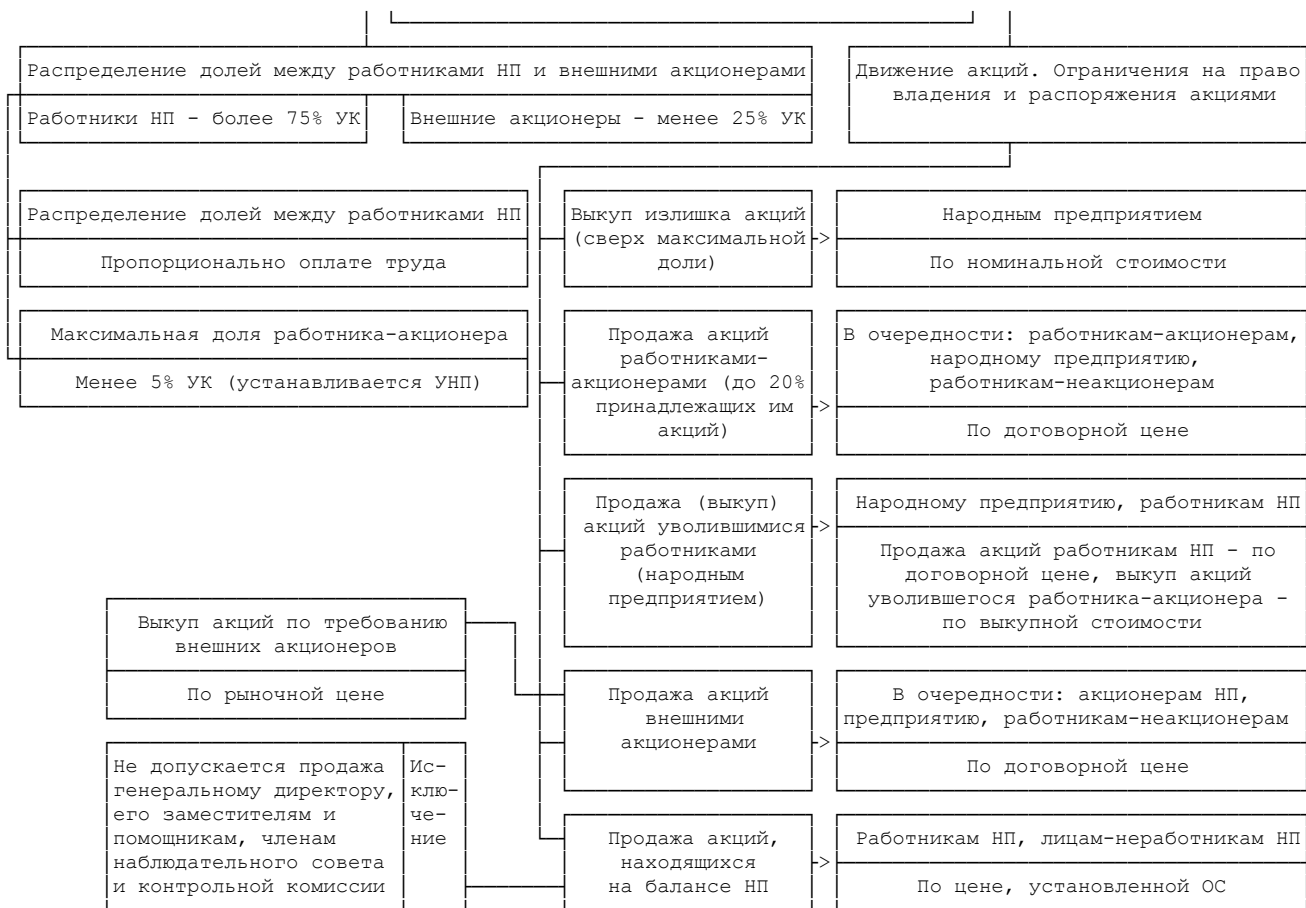 Распределение долей между работниками НП и внешними акционерами
Работники НП - более 75% УК
Внешние акционеры - менее 25% УК
Движение акций. Ограничения на право
владения и распоряжения акциями
Распределение долей между работниками НП
Пропорционально оплате труда
Максимальная доля работника-акционера
Менее 5% УК (устанавливается УНП)
Выкуп излишка акций
(сверх максимальной
доли)
->
Народным предприятием
По номинальной стоимости
Продажа акций
работниками-
акционерами (до 20%
принадлежащих им
акций)
->
В очередности: работникам-акционерам,
народному предприятию,
работникам-неакционерам
По договорной цене
Продажа (выкуп)
акций уволившимися
работниками
(народным
предприятием)
->
Народному предприятию, работникам НП
Продажа акций работникам НП - по
договорной цене, выкуп акций
уволившегося работника-акционера -
по выкупной стоимости
Выкуп акций по требованию
внешних акционеров
По рыночной цене
Продажа акций
внешними
акционерами
->
В очередности: акционерам НП,
предприятию, работникам-неакционерам
По договорной цене
Не допускается продажа
генеральному директору,
его заместителям и
помощникам, членам
наблюдательного совета
и контрольной комиссии
Ис-
клю-
че-
ние
Продажа акций,
находящихся
на балансе НП
->
Работникам НП, лицам-неработникам НП
По цене, установленной ОС